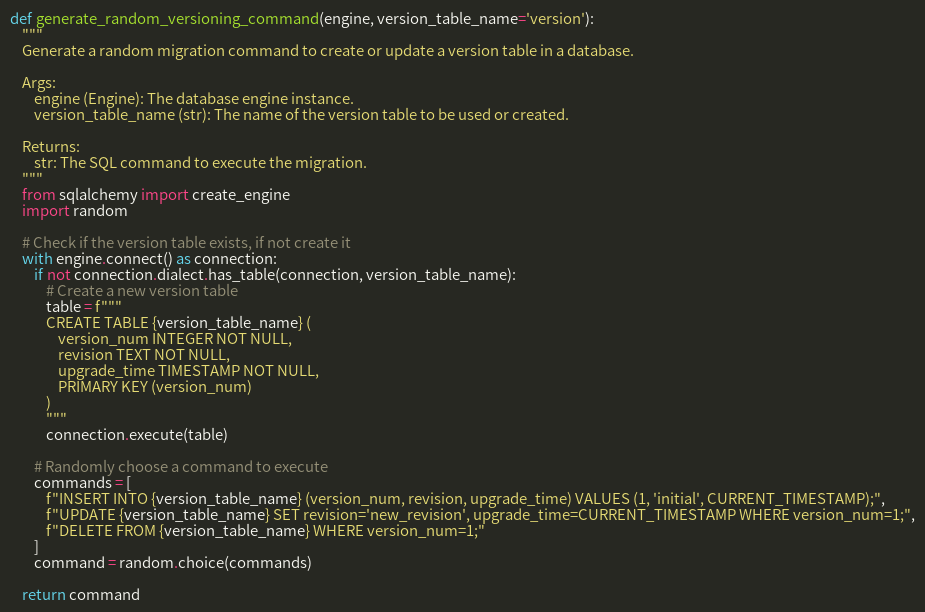 def generate_random_versioning_command(engine, version_table_name='version'):
    """
    Generate a random migration command to create or update a version table in a database.

    Args:
        engine (Engine): The database engine instance.
        version_table_name (str): The name of the version table to be used or created.

    Returns:
        str: The SQL command to execute the migration.
    """
    from sqlalchemy import create_engine
    import random

    # Check if the version table exists, if not create it
    with engine.connect() as connection:
        if not connection.dialect.has_table(connection, version_table_name):
            # Create a new version table
            table = f"""
            CREATE TABLE {version_table_name} (
                version_num INTEGER NOT NULL,
                revision TEXT NOT NULL,
                upgrade_time TIMESTAMP NOT NULL,
                PRIMARY KEY (version_num)
            )
            """
            connection.execute(table)

        # Randomly choose a command to execute
        commands = [
            f"INSERT INTO {version_table_name} (version_num, revision, upgrade_time) VALUES (1, 'initial', CURRENT_TIMESTAMP);",
            f"UPDATE {version_table_name} SET revision='new_revision', upgrade_time=CURRENT_TIMESTAMP WHERE version_num=1;",
            f"DELETE FROM {version_table_name} WHERE version_num=1;"
        ]
        command = random.choice(commands)

    return command